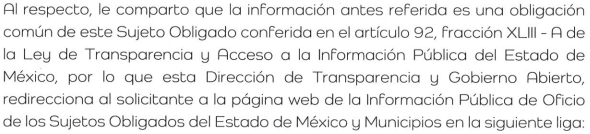 Al respecto, le comparto que la información antes referida es una obligación
común de este Sujeto Obligado conferida en el artículo 92, fracción XLIII - A de
la Ley de Transparencia y Acceso a la Información Pública del Estado de
México, por lo que esta Dirección de Transparencia y Gobierno Abierto,
redirecciona al solicitante a la página web de la Información Pública de Oficio
de los Sujetos Obligados del Estado de México y Municipios en la siguiente liga: